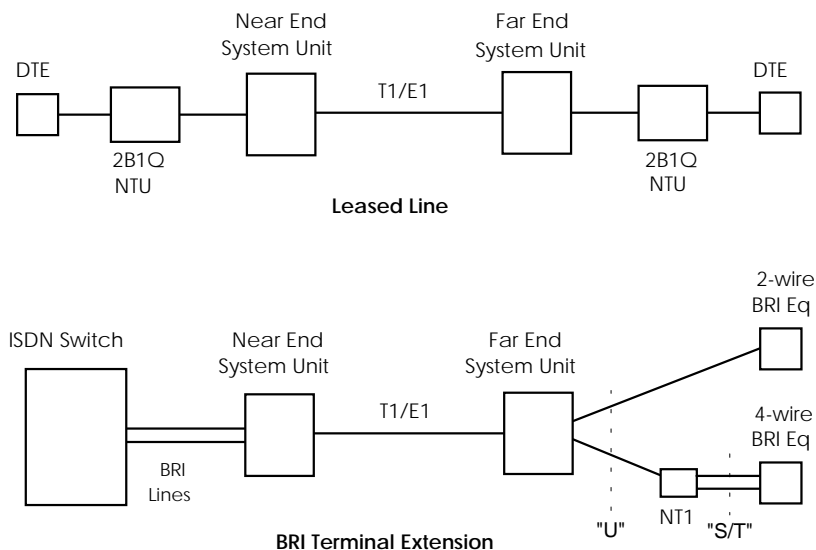 Near End
System Unit
Far End
System Unit
DTE
T1/E1
DTE
2B1Q
NTU
2B1Q
NTU
Leased Line
2-wire
BRI Eq
ISDN Switch
Near End
System Unit
Far End
System Unit
T1/E1
4-wire
BRI Eq
BRI
Lines
"U"
NT1
"S/T"
BRI Terminal Extension